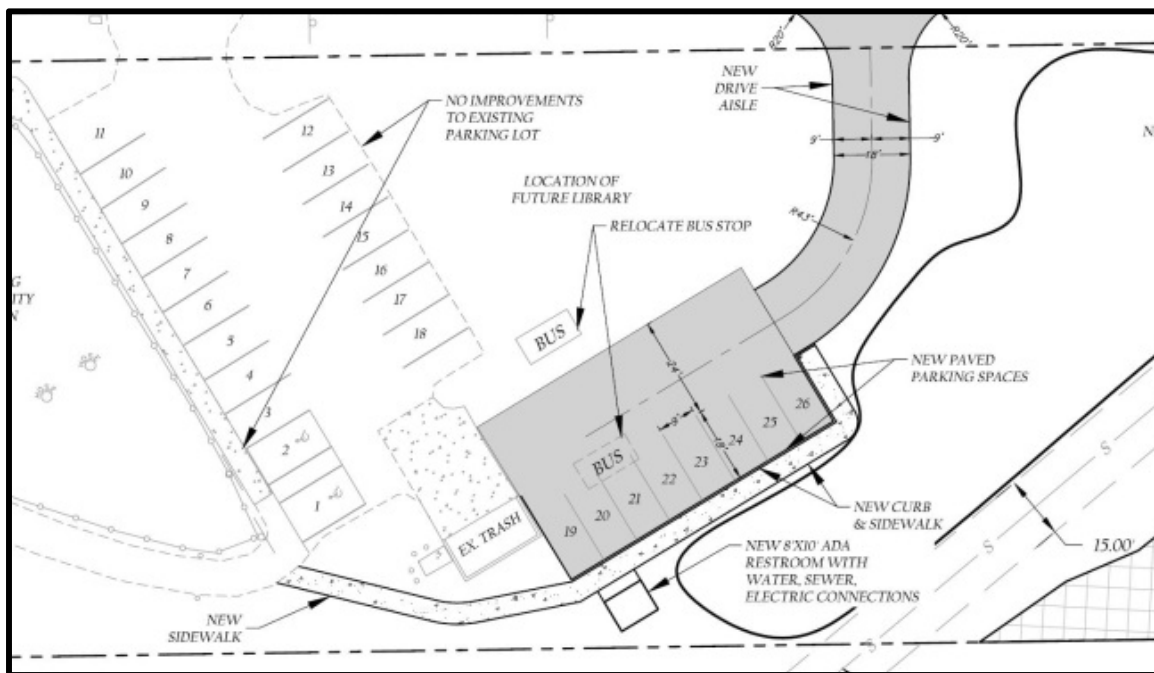 R20'
R20'
NEW
DRIVE
AISLE
NO IMPROVEMENTS
TO EXISTING
PARKING LOT
11
12
10
13
9'
9'
18'
9
14
LOCATION OF
FUTURE LIBRARY
8
15
RELOCATE BUS STOP
R43'
7
16
6
17
5
18
BUS
4
24'
NEW PAVED
PARKING SPACES
3
2
1
9'
18'
BUS
26
25
24
23
22
21
20
19
EX. TRASH
NEW CURB
& SIDEWALK
NEW 8'X10' ADA
RESTROOM WITH
WATER, SEWER,
ELECTRIC CONNECTIONS
15.00'
S
S
S
NEW
SIDEWALK